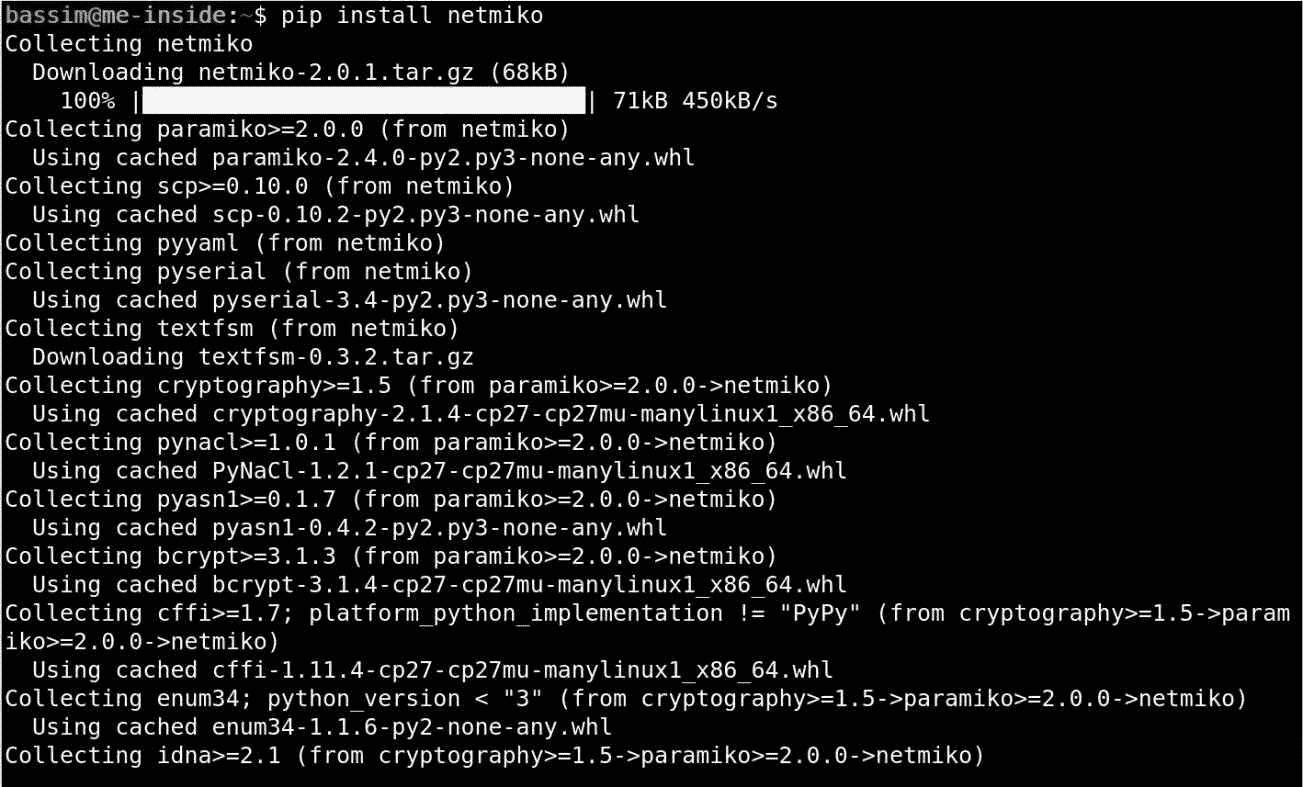 bassim@me-inside:~$ pip install netmiko
Collecting netmiko
  Downloading netmiko-2.0.1.tar.gz (68kB)
    100% |████████████████████████████████| 71kB 450kB/s
Collecting paramiko>=2.0.0 (from netmiko)
  Using cached paramiko-2.4.0-py2.py3-none-any.whl
Collecting scp>=0.10.0 (from netmiko)
  Using cached scp-0.10.2-py2.py3-none-any.whl
Collecting pyyaml (from netmiko)
Collecting pyserial (from netmiko)
  Using cached pyserial-3.4-py2.py3-none-any.whl
Collecting textfsm (from netmiko)
  Downloading textfsm-0.3.2.tar.gz
Collecting cryptography>=1.5 (from paramiko>=2.0.0->netmiko)
  Using cached cryptography-2.1.4-cp27-cp27mu-manylinux1_x86_64.whl
Collecting pynacl>=1.0.1 (from paramiko>=2.0.0->netmiko)
  Using cached PyNaCl-1.2.1-cp27-cp27mu-manylinux1_x86_64.whl
Collecting pyasn1>=0.1.7 (from paramiko>=2.0.0->netmiko)
  Using cached pyasn1-0.4.2-py2.py3-none-any.whl
Collecting bcrypt>=3.1.3 (from paramiko>=2.0.0->netmiko)
  Using cached bcrypt-3.1.4-cp27-cp27mu-manylinux1_x86_64.whl
Collecting cffi>=1.7; platform_python_implementation != "PyPy" (from cryptography>=1.5->param
iko>=2.0.0->netmiko)
  Using cached cffi-1.11.4-cp27-cp27mu-manylinux1_x86_64.whl
Collecting enum34; python_version < "3" (from cryptography>=1.5->paramiko>=2.0.0->netmiko)
  Using cached enum34-1.1.6-py2-none-any.whl
Collecting idna>=2.1 (from cryptography>=1.5->paramiko>=2.0.0->netmiko)